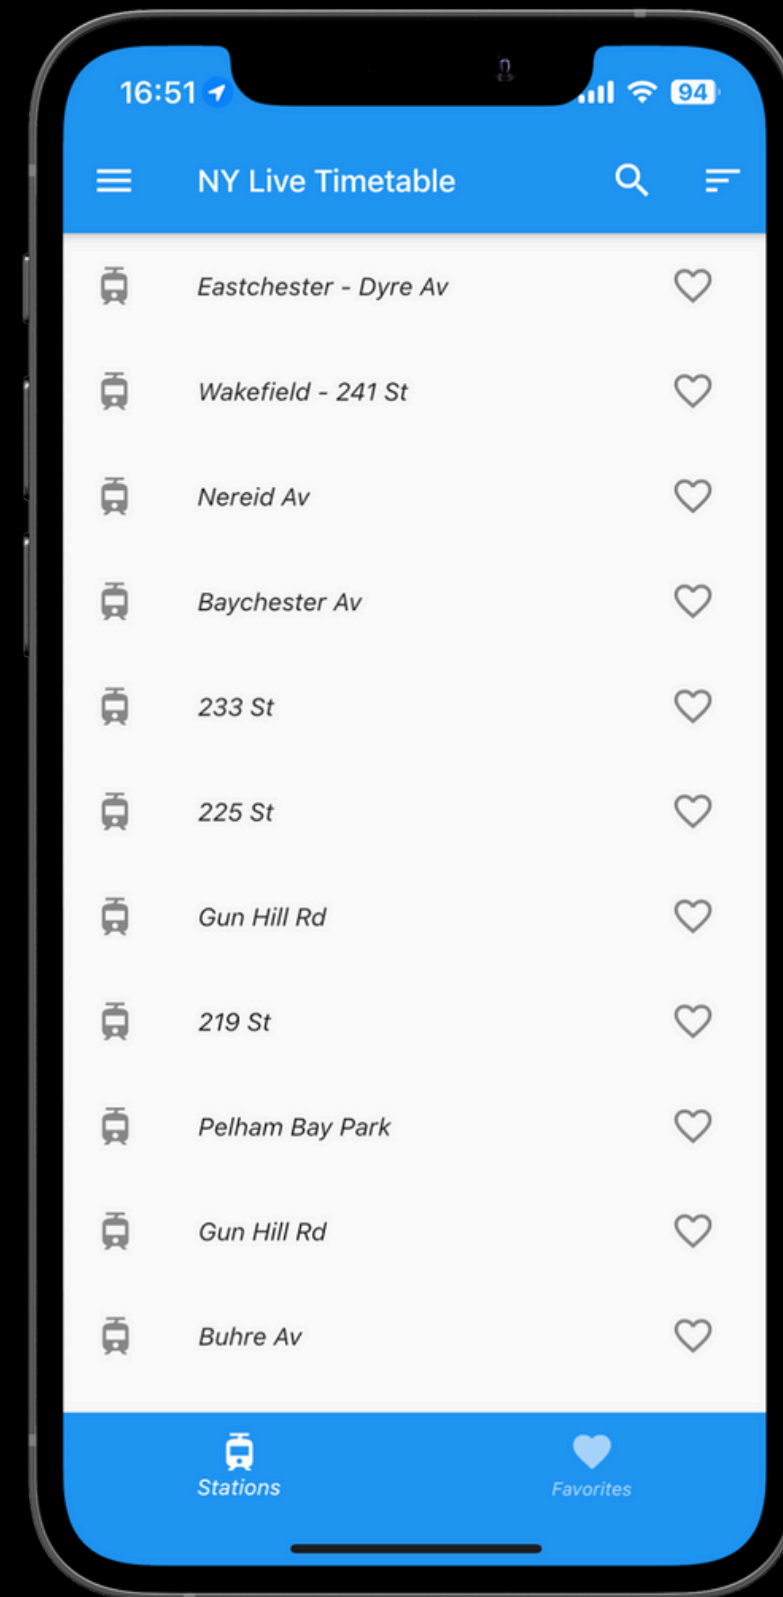 16:51
94
NY Live Timetable
Eastchester - Dyre Av
Wakefield - 241 St
Nereid Av
Baychester Av
233 St
225 St
Gun Hill Rd
219 St
Pelham Bay Park
Gun Hill Rd
Buhre Av
Stations
Favorites